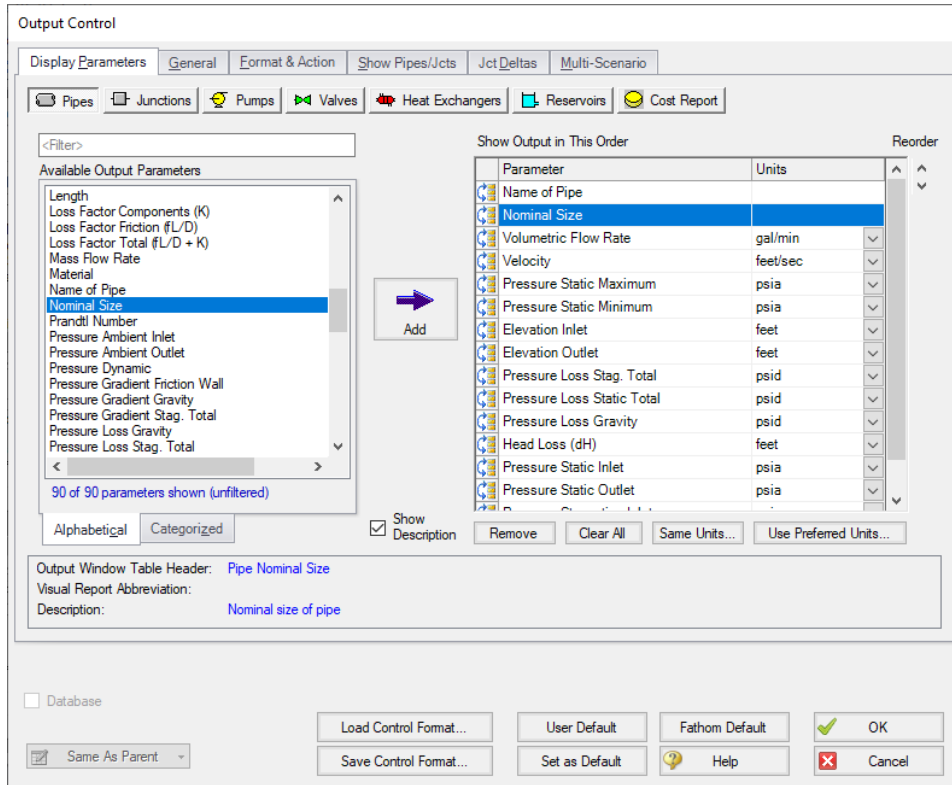 Output Control
Display Parameters General Format & Action Show Pipes/Jcts Jct Deltas Multi-Scenario
Pipes Junctions Pumps Valves Heat Exchangers Reservoirs Cost Report
<Filter>
Available Output Parameters
Length
Loss Factor Components (K)
Loss Factor Friction (fL/D)
Loss Factor Total (fL/D + K)
Mass Flow Rate
Material
Name of Pipe
Nominal Size
Prandtl Number
Pressure Ambient Inlet
Pressure Ambient Outlet
Pressure Dynamic
Pressure Gradient Friction Wall
Pressure Gradient Gravity
Pressure Gradient Stag. Total
Pressure Loss Gravity
Pressure Loss Stag. Total
90 of 90 parameters shown (unfiltered)
Alphabetical Categorized
Add
Show
Description
Show Output in This Order Reorder
Parameter Units
Name of Pipe
Nominal Size
Volumetric Flow Rate gal/min
Velocity feet/sec
Pressure Static Maximum psia
Pressure Static Minimum psia
Elevation Inlet feet
Elevation Outlet feet
Pressure Loss Stag. Total psid
Pressure Loss Static Total psid
Pressure Loss Gravity psid
Head Loss (dH) feet
Pressure Static Inlet psia
Pressure Static Outlet psia
Remove Clear All Same Units... Use Preferred Units...
Output Window Table Header: Pipe Nominal Size
Visual Report Abbreviation:
Description: Nominal size of pipe
Database
Same As Parent
Load Control Format... User Default Fathom Default OK
Save Control Format... Set as Default Help Cancel